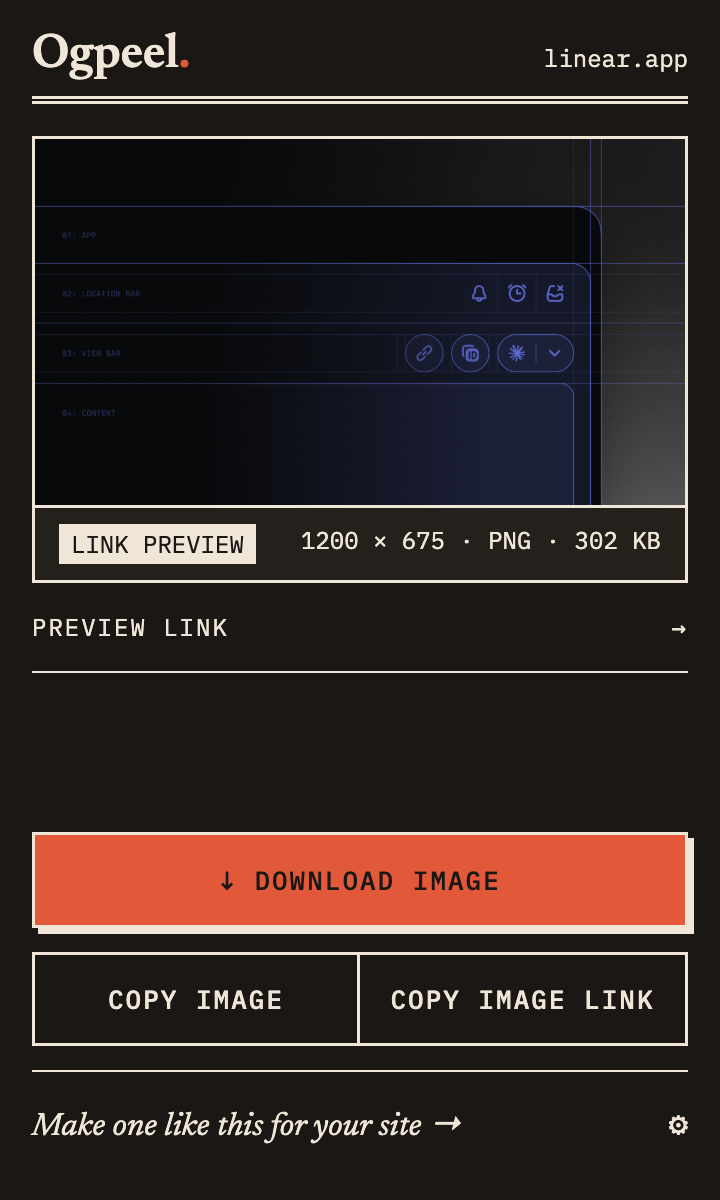 Ogpeel.
linear.app
01: APP
02: LOCATION BAR
03: VIEW BAR
04: CONTENT
LINK PREVIEW
1200 × 675 · PNG · 302 KB
PREVIEW LINK →
↓ DOWNLOAD IMAGE
COPY IMAGE
COPY IMAGE LINK
Make one like this for your site →